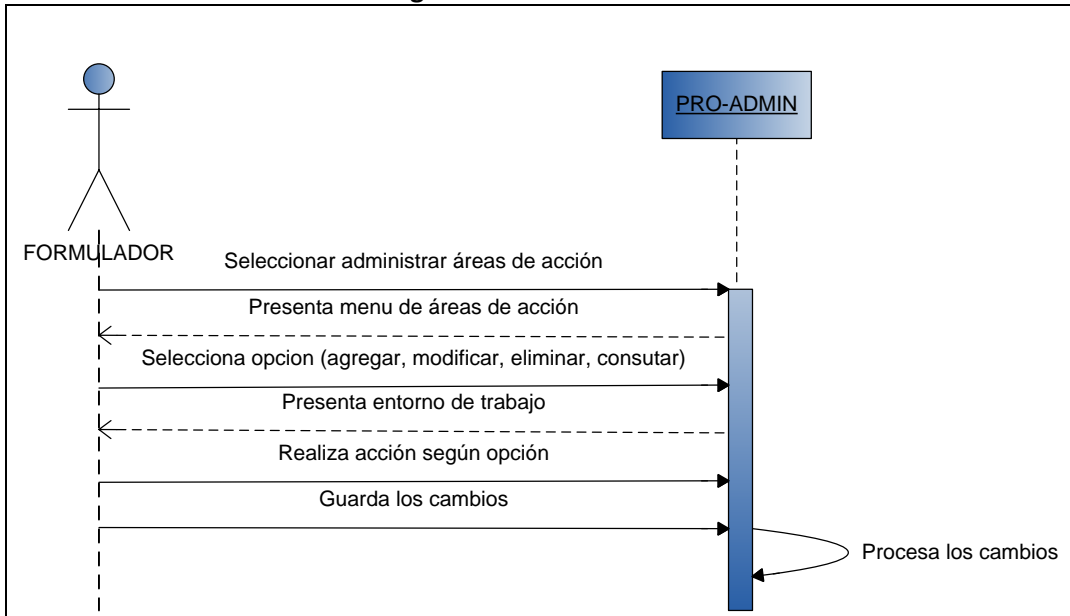 PRO-ADMIN
FORMULADOR
Seleccionar administrar áreas de acción
Presenta menu de áreas de acción
Selecciona opcion (agregar, modificar, eliminar, consutar)
Presenta entorno de trabajo
Realiza acción según opción
Guarda los cambios
Procesa los cambios